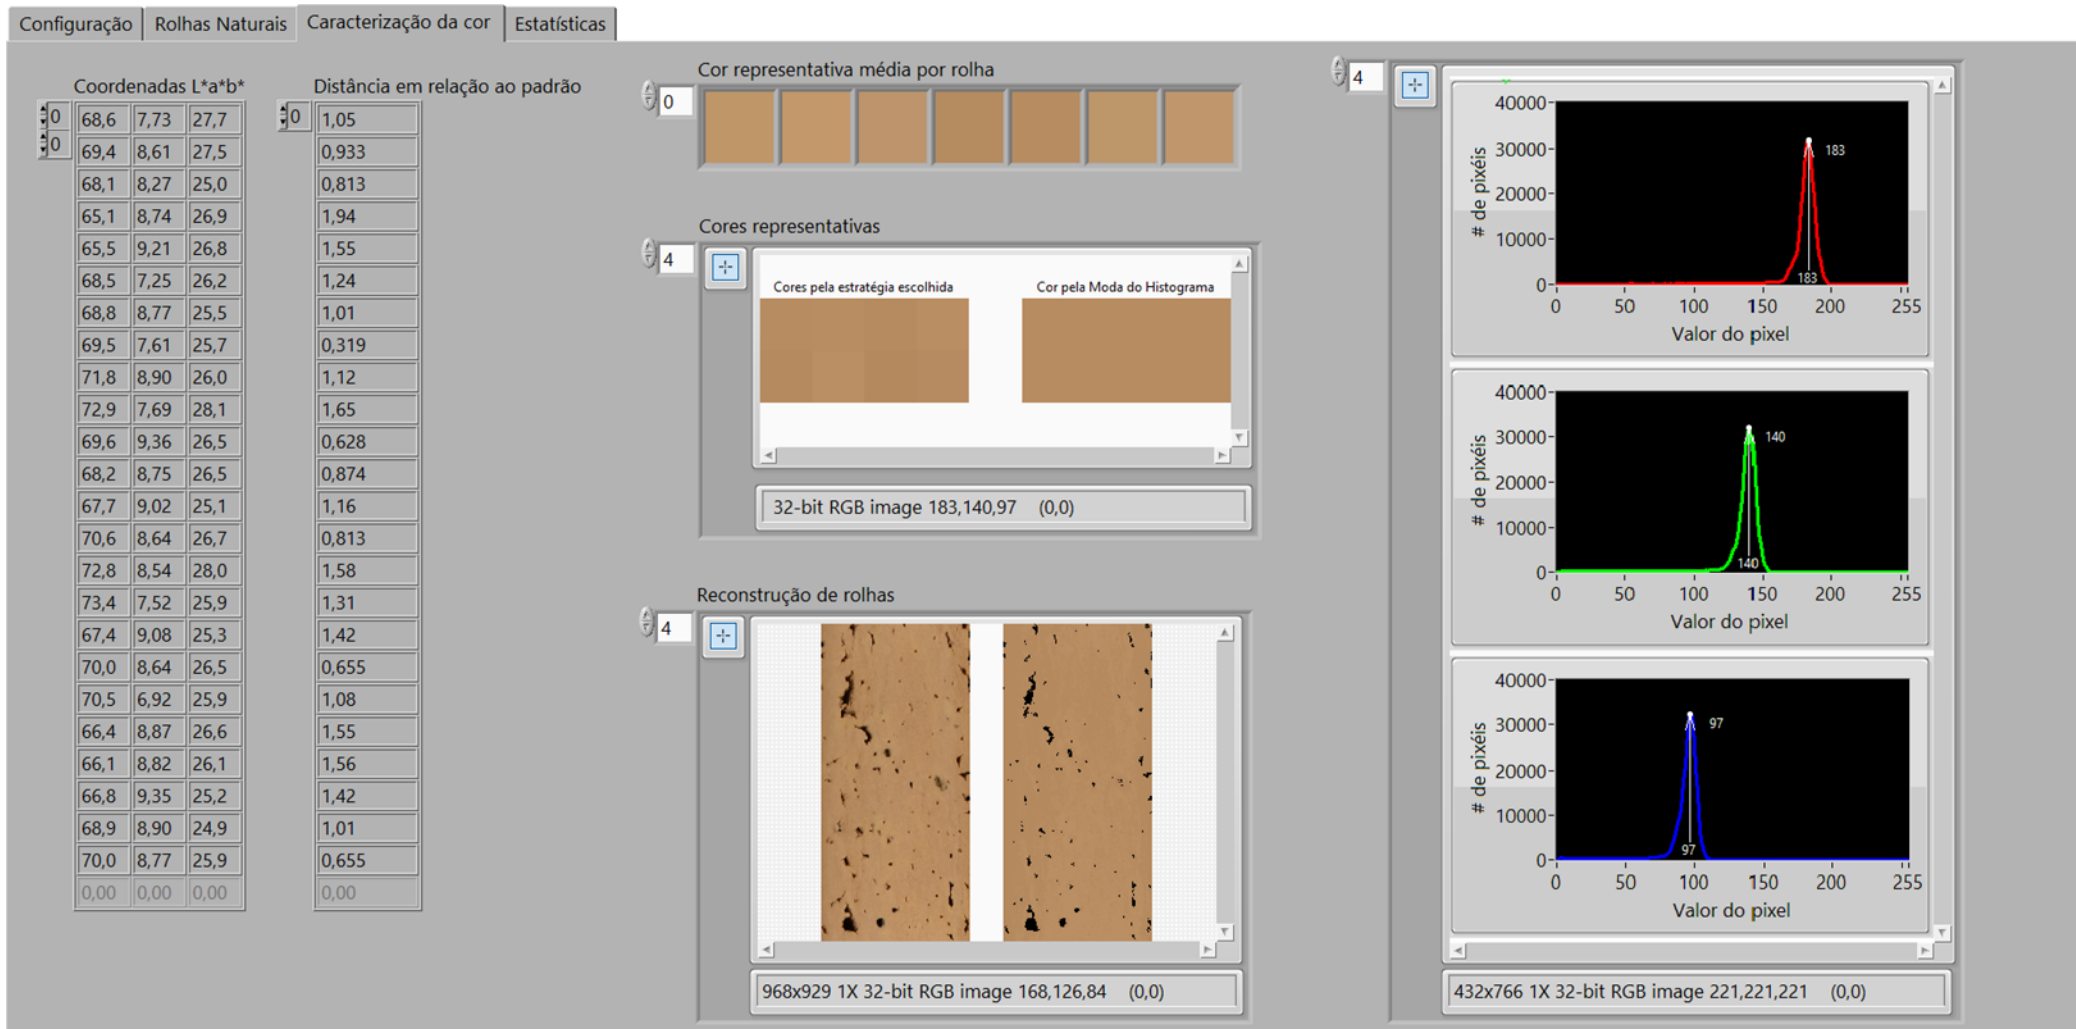 Configuração Rolhas Naturais Caracterização da cor Estatísticas
Coordenadas L*a*b* Distância em relação ao padrão
0 68,6 7,73 27,7 0 1,05
0 69,4 8,61 27,5 0,933
68,1 8,27 25,0 0,813
65,1 8,74 26,9 1,94
65,5 9,21 26,8 1,55
68,5 7,25 26,2 1,24
68,8 8,77 25,5 1,01
69,5 7,61 25,7 0,319
71,8 8,90 26,0 1,12
72,9 7,69 28,1 1,65
69,6 9,36 26,5 0,628
68,2 8,75 26,5 0,874
67,7 9,02 25,1 1,16
70,6 8,64 26,7 0,813
72,8 8,54 28,0 1,58
73,4 7,52 25,9 1,31
67,4 9,08 25,3 1,42
70,0 8,64 26,5 0,655
70,5 6,92 25,9 1,08
66,4 8,87 26,6 1,55
66,1 8,82 26,1 1,56
66,8 9,35 25,2 1,42
68,9 8,90 24,9 1,01
70,0 8,77 25,9 0,655
0,00 0,00 0,00 0,00
Cor representativa média por rolha
0
Cores representativas
4
Cores pela estratégia escolhida Cor pela Moda do Histograma
32-bit RGB image 183,140,97 (0,0)
Reconstrução de rolhas
4
968x929 1X 32-bit RGB image 168,126,84 (0,0)
4
# de pixéis
40000
30000
20000
10000
0
183
183
0 50 100 150 200 255
Valor do pixel
# de pixéis
40000
30000
20000
10000
0
140
140
0 50 100 150 200 255
Valor do pixel
# de pixéis
40000
30000
20000
10000
0
97
97
0 50 100 150 200 255
Valor do pixel
432x766 1X 32-bit RGB image 221,221,221 (0,0)